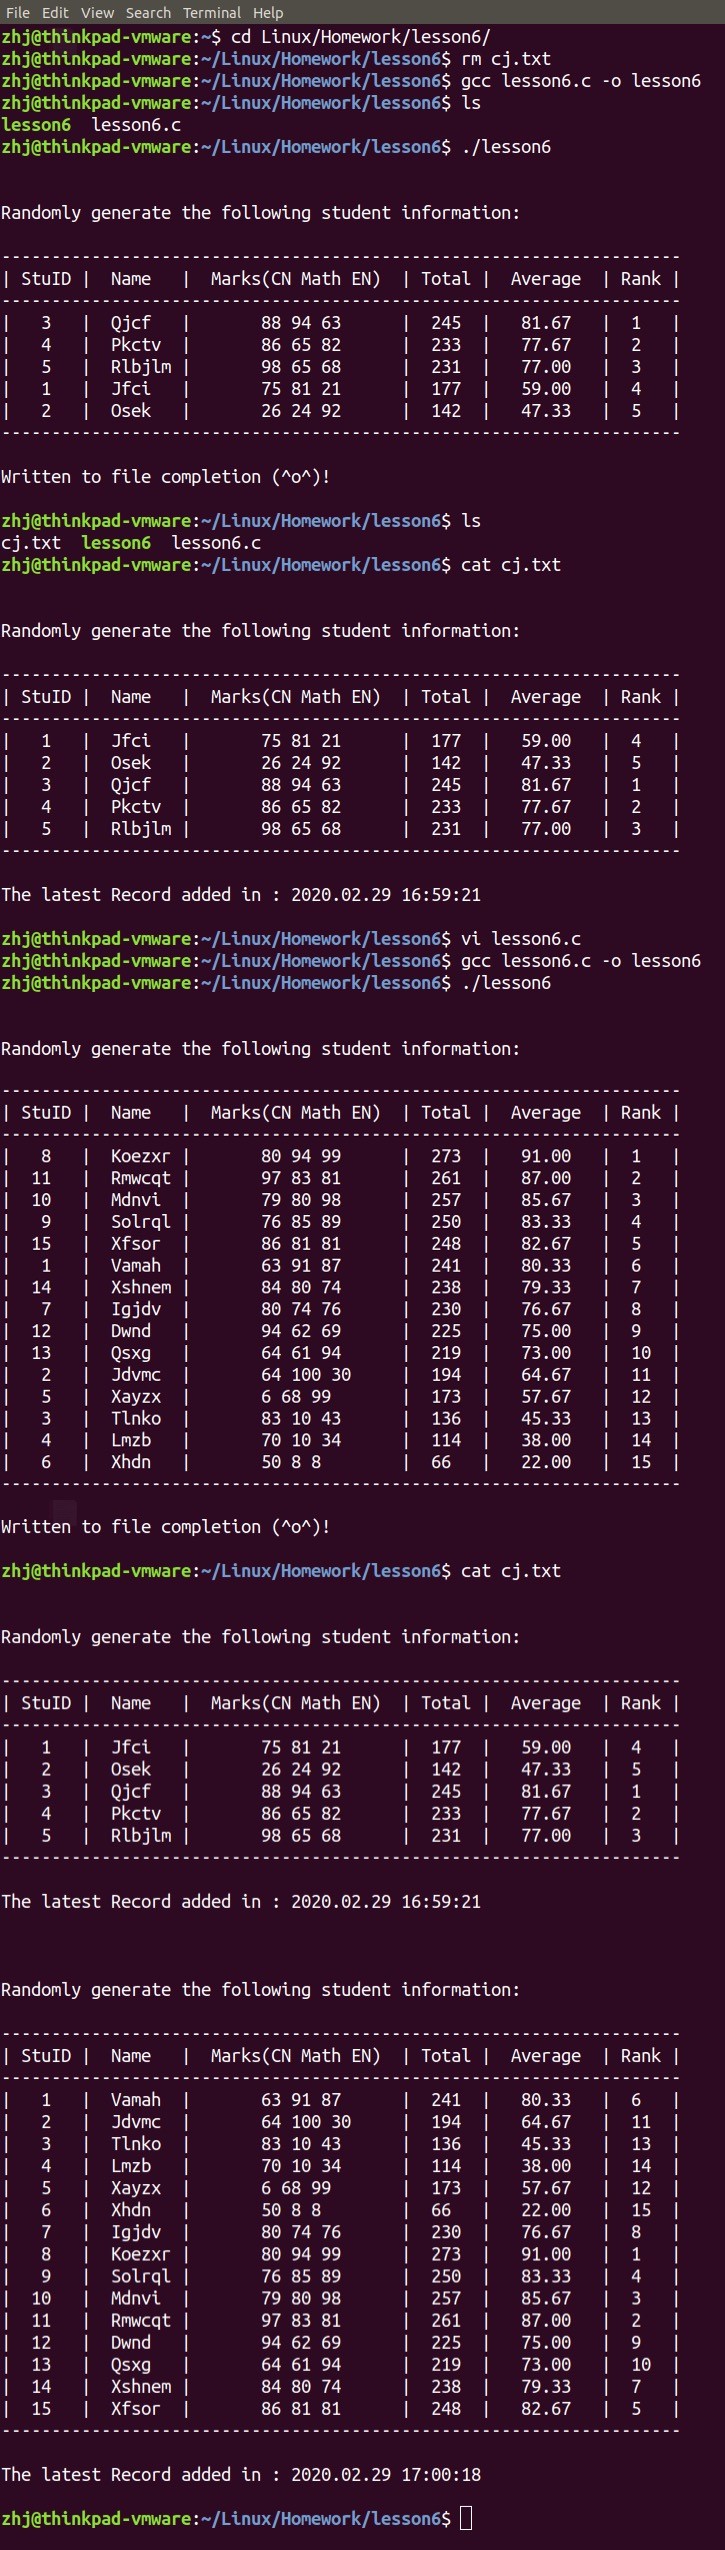 File Edit View Search Terminal Help
zhj@thinkpad-vmware:~$ cd Linux/Homework/lesson6/
zhj@thinkpad-vmware:~/Linux/Homework/lesson6$ rm cj.txt
zhj@thinkpad-vmware:~/Linux/Homework/lesson6$ gcc lesson6.c -o lesson6
zhj@thinkpad-vmware:~/Linux/Homework/lesson6$ ls
lesson6  lesson6.c
zhj@thinkpad-vmware:~/Linux/Homework/lesson6$ ./lesson6
Randomly generate the following student information:
--------------------------------------------------------------------
| StuID |  Name   |  Marks(CN Math EN)  | Total |  Average  | Rank |
--------------------------------------------------------------------
|   3   |  Qjcf   |       88 94 63      |  245  |   81.67   |  1   |
|   4   |  Pkctv  |       86 65 82      |  233  |   77.67   |  2   |
|   5   |  Rlbjlm |       98 65 68      |  231  |   77.00   |  3   |
|   1   |  Jfci   |       75 81 21      |  177  |   59.00   |  4   |
|   2   |  Osek   |       26 24 92      |  142  |   47.33   |  5   |
--------------------------------------------------------------------
Written to file completion (^o^)!
zhj@thinkpad-vmware:~/Linux/Homework/lesson6$ ls
cj.txt  lesson6  lesson6.c
zhj@thinkpad-vmware:~/Linux/Homework/lesson6$ cat cj.txt
Randomly generate the following student information:
--------------------------------------------------------------------
| StuID |  Name   |  Marks(CN Math EN)  | Total |  Average  | Rank |
--------------------------------------------------------------------
|   1   |  Jfci   |       75 81 21      |  177  |   59.00   |  4   |
|   2   |  Osek   |       26 24 92      |  142  |   47.33   |  5   |
|   3   |  Qjcf   |       88 94 63      |  245  |   81.67   |  1   |
|   4   |  Pkctv  |       86 65 82      |  233  |   77.67   |  2   |
|   5   |  Rlbjlm |       98 65 68      |  231  |   77.00   |  3   |
--------------------------------------------------------------------
The latest Record added in : 2020.02.29 16:59:21
zhj@thinkpad-vmware:~/Linux/Homework/lesson6$ vi lesson6.c
zhj@thinkpad-vmware:~/Linux/Homework/lesson6$ gcc lesson6.c -o lesson6
zhj@thinkpad-vmware:~/Linux/Homework/lesson6$ ./lesson6
Randomly generate the following student information:
--------------------------------------------------------------------
| StuID |  Name   |  Marks(CN Math EN)  | Total |  Average  | Rank |
--------------------------------------------------------------------
|   8   |  Koezxr |       80 94 99      |  273  |   91.00   |  1   |
|  11   |  Rmwcqt |       97 83 81      |  261  |   87.00   |  2   |
|  10   |  Mdnvi  |       79 80 98      |  257  |   85.67   |  3   |
|   9   |  Solrql |       76 85 89      |  250  |   83.33   |  4   |
|  15   |  Xfsor  |       86 81 81      |  248  |   82.67   |  5   |
|   1   |  Vamah  |       63 91 87      |  241  |   80.33   |  6   |
|  14   |  Xshnem |       84 80 74      |  238  |   79.33   |  7   |
|   7   |  Igjdv  |       80 74 76      |  230  |   76.67   |  8   |
|  12   |  Dwnd   |       94 62 69      |  225  |   75.00   |  9   |
|  13   |  Qsxg   |       64 61 94      |  219  |   73.00   |  10  |
|   2   |  Jdvmc  |       64 100 30     |  194  |   64.67   |  11  |
|   5   |  Xayzx  |       6 68 99       |  173  |   57.67   |  12  |
|   3   |  Tlnko  |       83 10 43      |  136  |   45.33   |  13  |
|   4   |  Lmzb   |       70 10 34      |  114  |   38.00   |  14  |
|   6   |  Xhdn   |       50 8 8        |  66   |   22.00   |  15  |
--------------------------------------------------------------------
Written to file completion (^o^)!
zhj@thinkpad-vmware:~/Linux/Homework/lesson6$ cat cj.txt
Randomly generate the following student information:
--------------------------------------------------------------------
| StuID |  Name   |  Marks(CN Math EN)  | Total |  Average  | Rank |
--------------------------------------------------------------------
|   1   |  Jfci   |       75 81 21      |  177  |   59.00   |  4   |
|   2   |  Osek   |       26 24 92      |  142  |   47.33   |  5   |
|   3   |  Qjcf   |       88 94 63      |  245  |   81.67   |  1   |
|   4   |  Pkctv  |       86 65 82      |  233  |   77.67   |  2   |
|   5   |  Rlbjlm |       98 65 68      |  231  |   77.00   |  3   |
--------------------------------------------------------------------
The latest Record added in : 2020.02.29 16:59:21
Randomly generate the following student information:
--------------------------------------------------------------------
| StuID |  Name   |  Marks(CN Math EN)  | Total |  Average  | Rank |
--------------------------------------------------------------------
|   1   |  Vamah  |       63 91 87      |  241  |   80.33   |  6   |
|   2   |  Jdvmc  |       64 100 30     |  194  |   64.67   |  11  |
|   3   |  Tlnko  |       83 10 43      |  136  |   45.33   |  13  |
|   4   |  Lmzb   |       70 10 34      |  114  |   38.00   |  14  |
|   5   |  Xayzx  |       6 68 99       |  173  |   57.67   |  12  |
|   6   |  Xhdn   |       50 8 8        |  66   |   22.00   |  15  |
|   7   |  Igjdv  |       80 74 76      |  230  |   76.67   |  8   |
|   8   |  Koezxr |       80 94 99      |  273  |   91.00   |  1   |
|   9   |  Solrql |       76 85 89      |  250  |   83.33   |  4   |
|  10   |  Mdnvi  |       79 80 98      |  257  |   85.67   |  3   |
|  11   |  Rmwcqt |       97 83 81      |  261  |   87.00   |  2   |
|  12   |  Dwnd   |       94 62 69      |  225  |   75.00   |  9   |
|  13   |  Qsxg   |       64 61 94      |  219  |   73.00   |  10  |
|  14   |  Xshnem |       84 80 74      |  238  |   79.33   |  7   |
|  15   |  Xfsor  |       86 81 81      |  248  |   82.67   |  5   |
--------------------------------------------------------------------
The latest Record added in : 2020.02.29 17:00:18
zhj@thinkpad-vmware:~/Linux/Homework/lesson6$